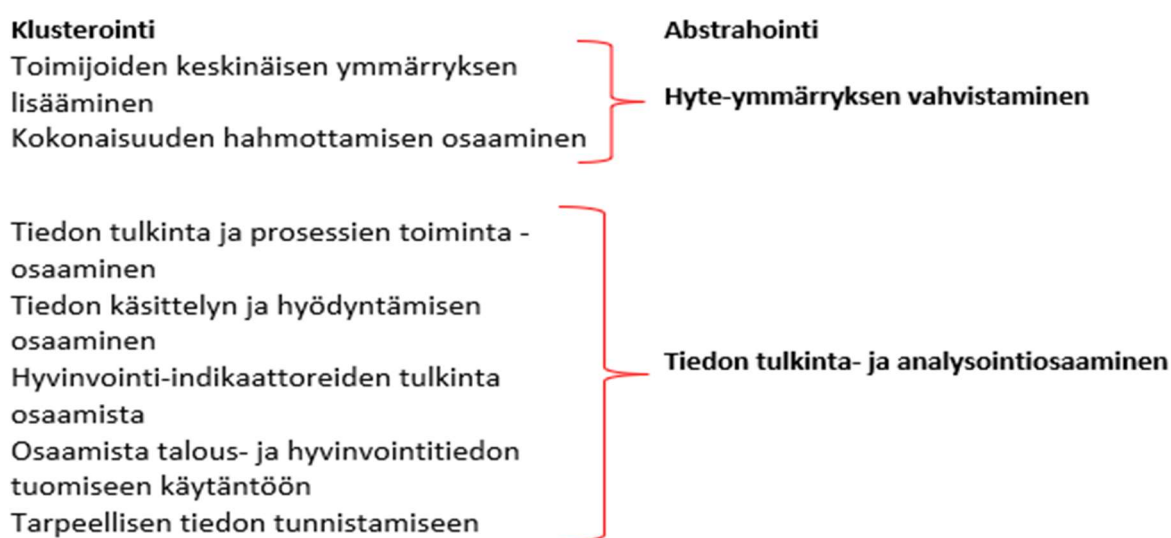 Klusterointi
Abstrahointi
Toimijoiden keskinäisen ymmärryksen
lisääminen
Kokonaisuuden hahmottamisen osaaminen
Hyte-ymmärryksen vahvistaminen
Tiedon tulkinta ja prosessien toiminta -
osaaminen
Tiedon käsittelyn ja hyödyntämisen
osaaminen
Hyvinvointi-indikaattoreiden tulkinta
osaamista
Osaamista talous- ja hyvinvointitiedon
tuomiseen käytäntöön
Tarpeellisen tiedon tunnistamiseen
Tiedon tulkinta- ja analysointiosaaminen